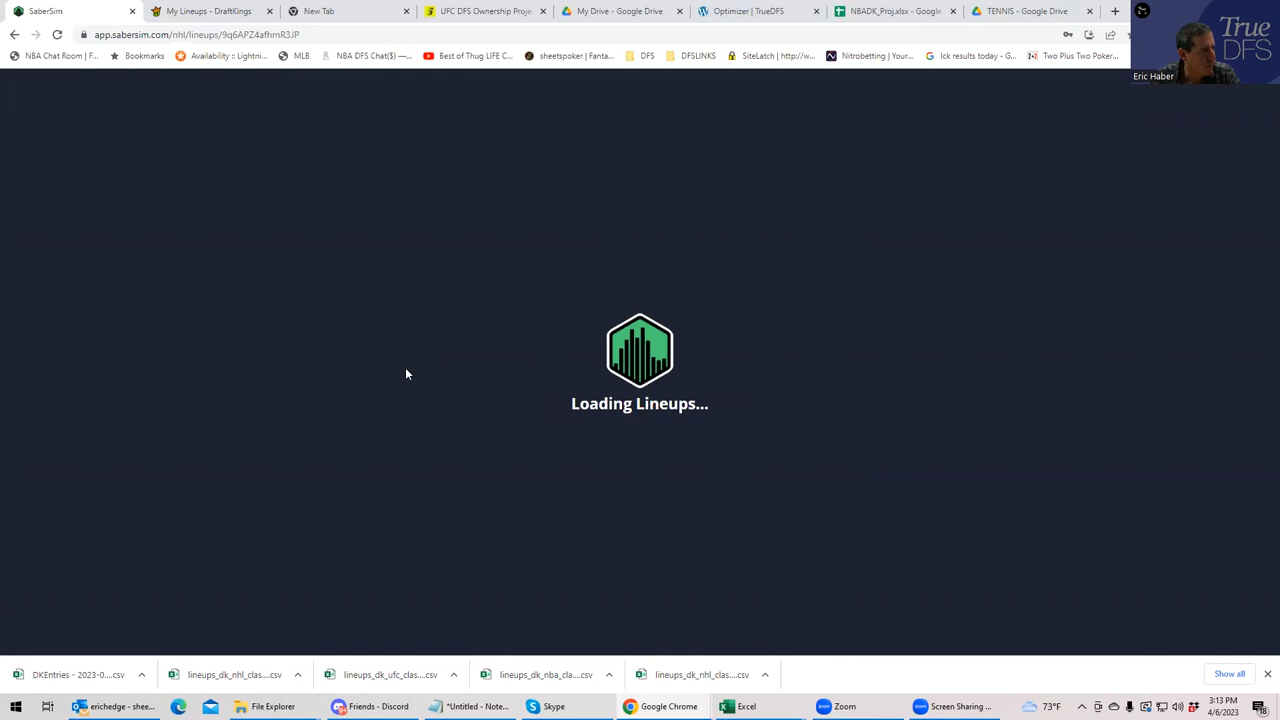 SaberSim
My Lineups - DraftKings
New Tab
UFC DFS Ownership Proje
My Drive - Google Drive
Optimizer | TrueDFS
NBADK_Proj.xlsx - Google
TENNIS - Google Drive
app.sabersim.com/nhl/lineups/9q6APZ4afhmR3JP
NBA Chat Room | F...
Bookmarks
Availability :: Lightni...
MLB
NBA DFS Chat($) —...
Best of Thug LIFE C...
sheetspoker | Fanta...
DFS
DFSLINKS
SiteLatch | http://w...
Nitrobetting | Your...
Ick results today - G...
Two Plus Two Poker...
True
DFS
Eric Haber
Loading Lineups...
DKEntries - 2023-0....csv
lineups_dk_nhl_clas....csv
lineups_dk_ufc_clas....csv
lineups_dk_nba_cla....csv
lineups_dk_nhl_clas....csv
Show all
erichedge - shee...
File Explorer
Friends - Discord
*Untitled - Note...
Skype
Google Chrome
Excel
Zoom
Screen Sharing ...
73°F
3:13 PM
4/6/2023
18